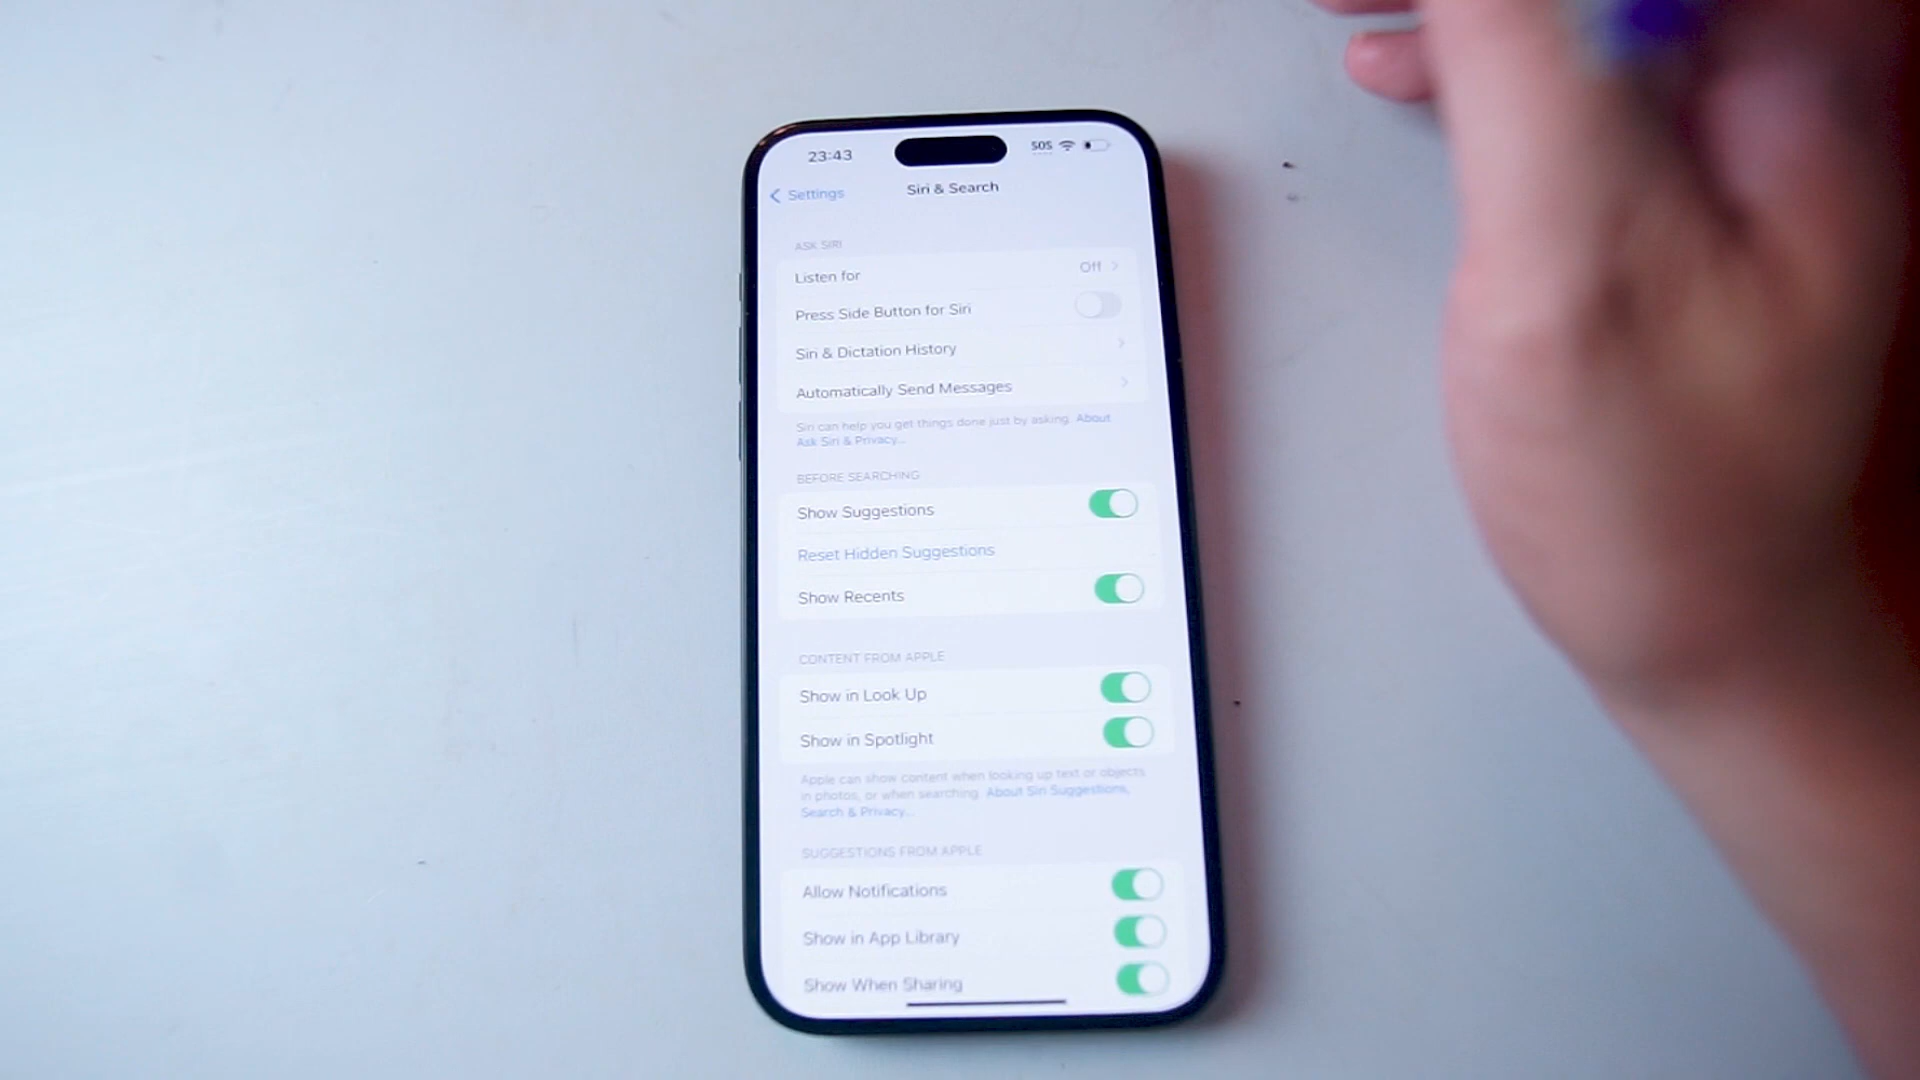 23:43
SOS
Settings
Siri & Search
ASK SIRI
Listen for
Off
Press Side Button for Siri
Siri & Dictation History
Automatically Send Messages
Siri can help you get things done just by asking. About
Ask Siri & Privacy...
BEFORE SEARCHING
Show Suggestions
Reset Hidden Suggestions
Show Recents
CONTENT FROM APPLE
Show in Look Up
Show in Spotlight
Apple can show content when looking up text or objects
in photos, or when searching. About Siri Suggestions,
Search & Privacy...
SUGGESTIONS FROM APPLE
Allow Notifications
Show in App Library
Show When Sharing